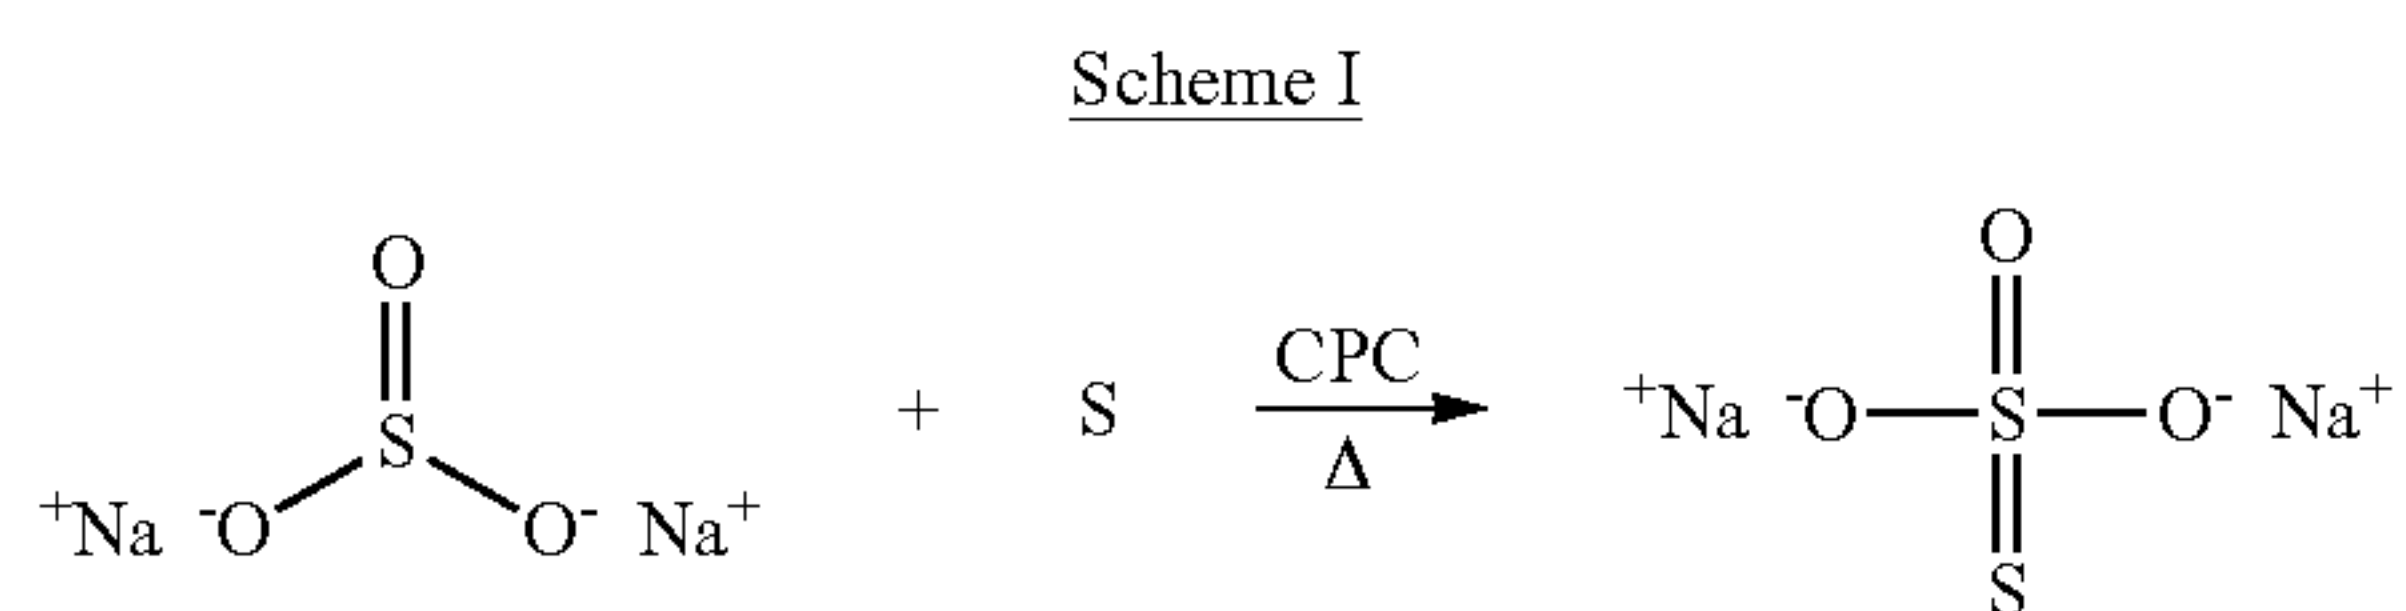 Scheme I
O
O
CPC
S + S ⁺Na ⁻O S O⁻ Na⁺
Δ
⁺Na ⁻O O⁻ Na⁺
S